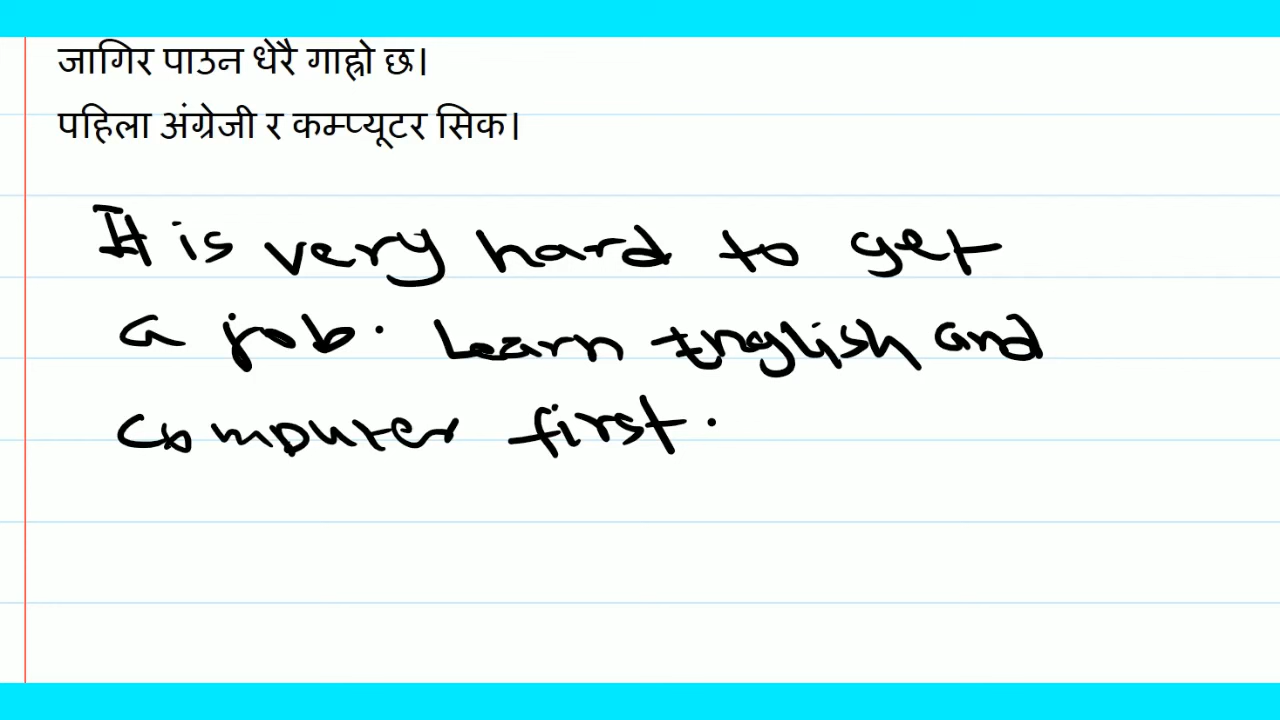 जागिर पाउन धेरै गाह्रो छ।
पहिला अंग्रेजी र कम्प्यूटर सिक।
It is very hard to get
a job. Learn English and
computer first.